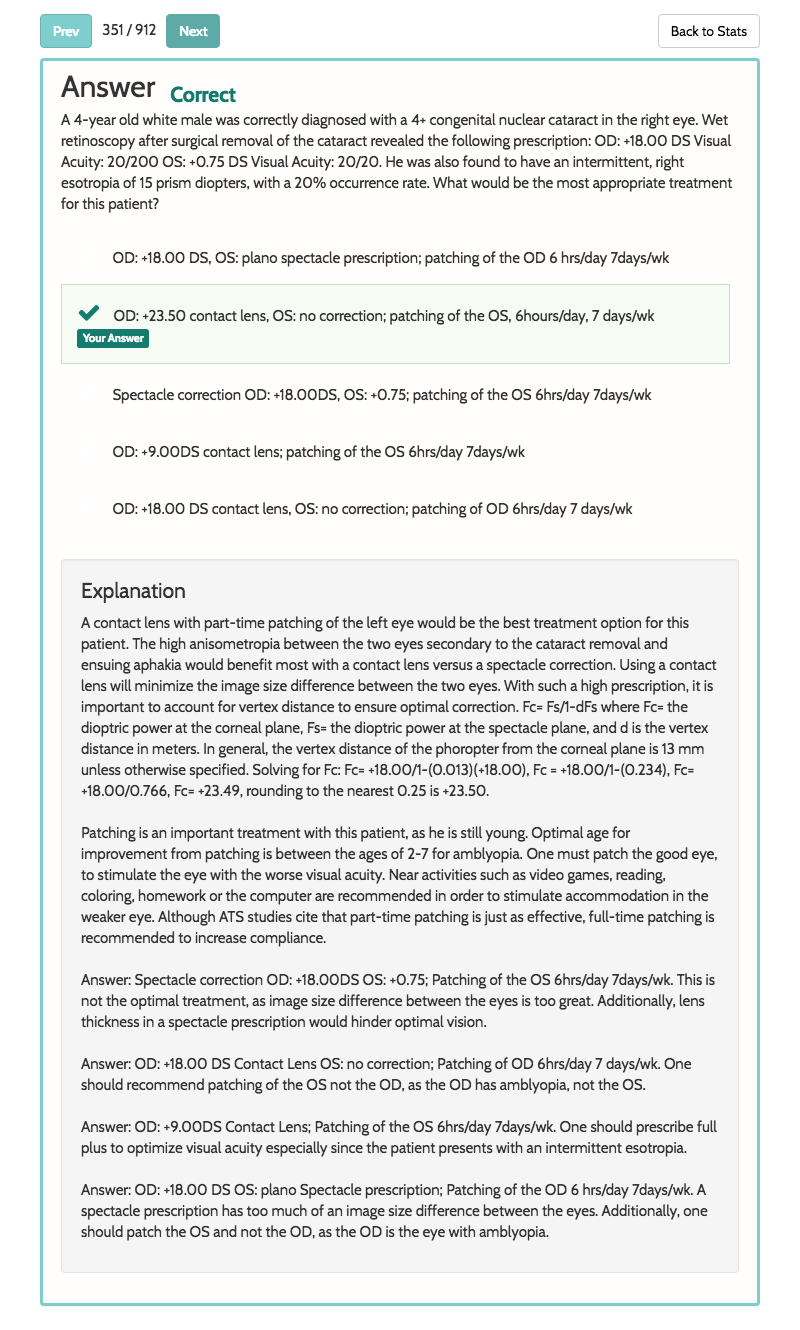 Prev 351 / 912 Next Back to Stats
Answer Correct
A 4-year old white male was correctly diagnosed with a 4+ congenital nuclear cataract in the right eye. Wet
retinoscopy after surgical removal of the cataract revealed the following prescription: OD: +18.00 DS Visual
Acuity: 20/200 OS: +0.75 DS Visual Acuity: 20/20. He was also found to have an intermittent, right
esotropia of 15 prism diopters, with a 20% occurrence rate. What would be the most appropriate treatment
for this patient?
OD: +18.00 DS, OS: plano spectacle prescription; patching of the OD 6 hrs/day 7days/wk
OD: +23.50 contact lens, OS: no correction; patching of the OS, 6hours/day, 7 days/wk
Your Answer
Spectacle correction OD: +18.00DS, OS: +0.75; patching of the OS 6hrs/day 7days/wk
OD: +9.00DS contact lens; patching of the OS 6hrs/day 7days/wk
OD: +18.00 DS contact lens, OS: no correction; patching of OD 6hrs/day 7 days/wk
Explanation
A contact lens with part-time patching of the left eye would be the best treatment option for this
patient. The high anisometropia between the two eyes secondary to the cataract removal and
ensuing aphakia would benefit most with a contact lens versus a spectacle correction. Using a contact
lens will minimize the image size difference between the two eyes. With such a high prescription, it is
important to account for vertex distance to ensure optimal correction. Fc= Fs/1-dFs where Fc= the
dioptric power at the corneal plane, Fs= the dioptric power at the spectacle plane, and d is the vertex
distance in meters. In general, the vertex distance of the phoropter from the corneal plane is 13 mm
unless otherwise specified. Solving for Fc: Fc= +18.00/1-(0.013)(+18.00), Fc = +18.00/1-(0.234), Fc=
+18.00/0.766, Fc= +23.49, rounding to the nearest 0.25 is +23.50.
Patching is an important treatment with this patient, as he is still young. Optimal age for
improvement from patching is between the ages of 2-7 for amblyopia. One must patch the good eye,
to stimulate the eye with the worse visual acuity. Near activities such as video games, reading,
coloring, homework or the computer are recommended in order to stimulate accommodation in the
weaker eye. Although ATS studies cite that part-time patching is just as effective, full-time patching is
recommended to increase compliance.
Answer: Spectacle correction OD: +18.00DS OS: +0.75; Patching of the OS 6hrs/day 7days/wk. This is
not the optimal treatment, as image size difference between the eyes is too great. Additionally, lens
thickness in a spectacle prescription would hinder optimal vision.
Answer: OD: +18.00 DS Contact Lens OS: no correction; Patching of OD 6hrs/day 7 days/wk. One
should recommend patching of the OS not the OD, as the OD has amblyopia, not the OS.
Answer: OD: +9.00DS Contact Lens; Patching of the OS 6hrs/day 7days/wk. One should prescribe full
plus to optimize visual acuity especially since the patient presents with an intermittent esotropia.
Answer: OD: +18.00 DS OS: plano Spectacle prescription; Patching of the OD 6 hrs/day 7days/wk. A
spectacle prescription has too much of an image size difference between the eyes. Additionally, one
should patch the OS and not the OD, as the OD is the eye with amblyopia.